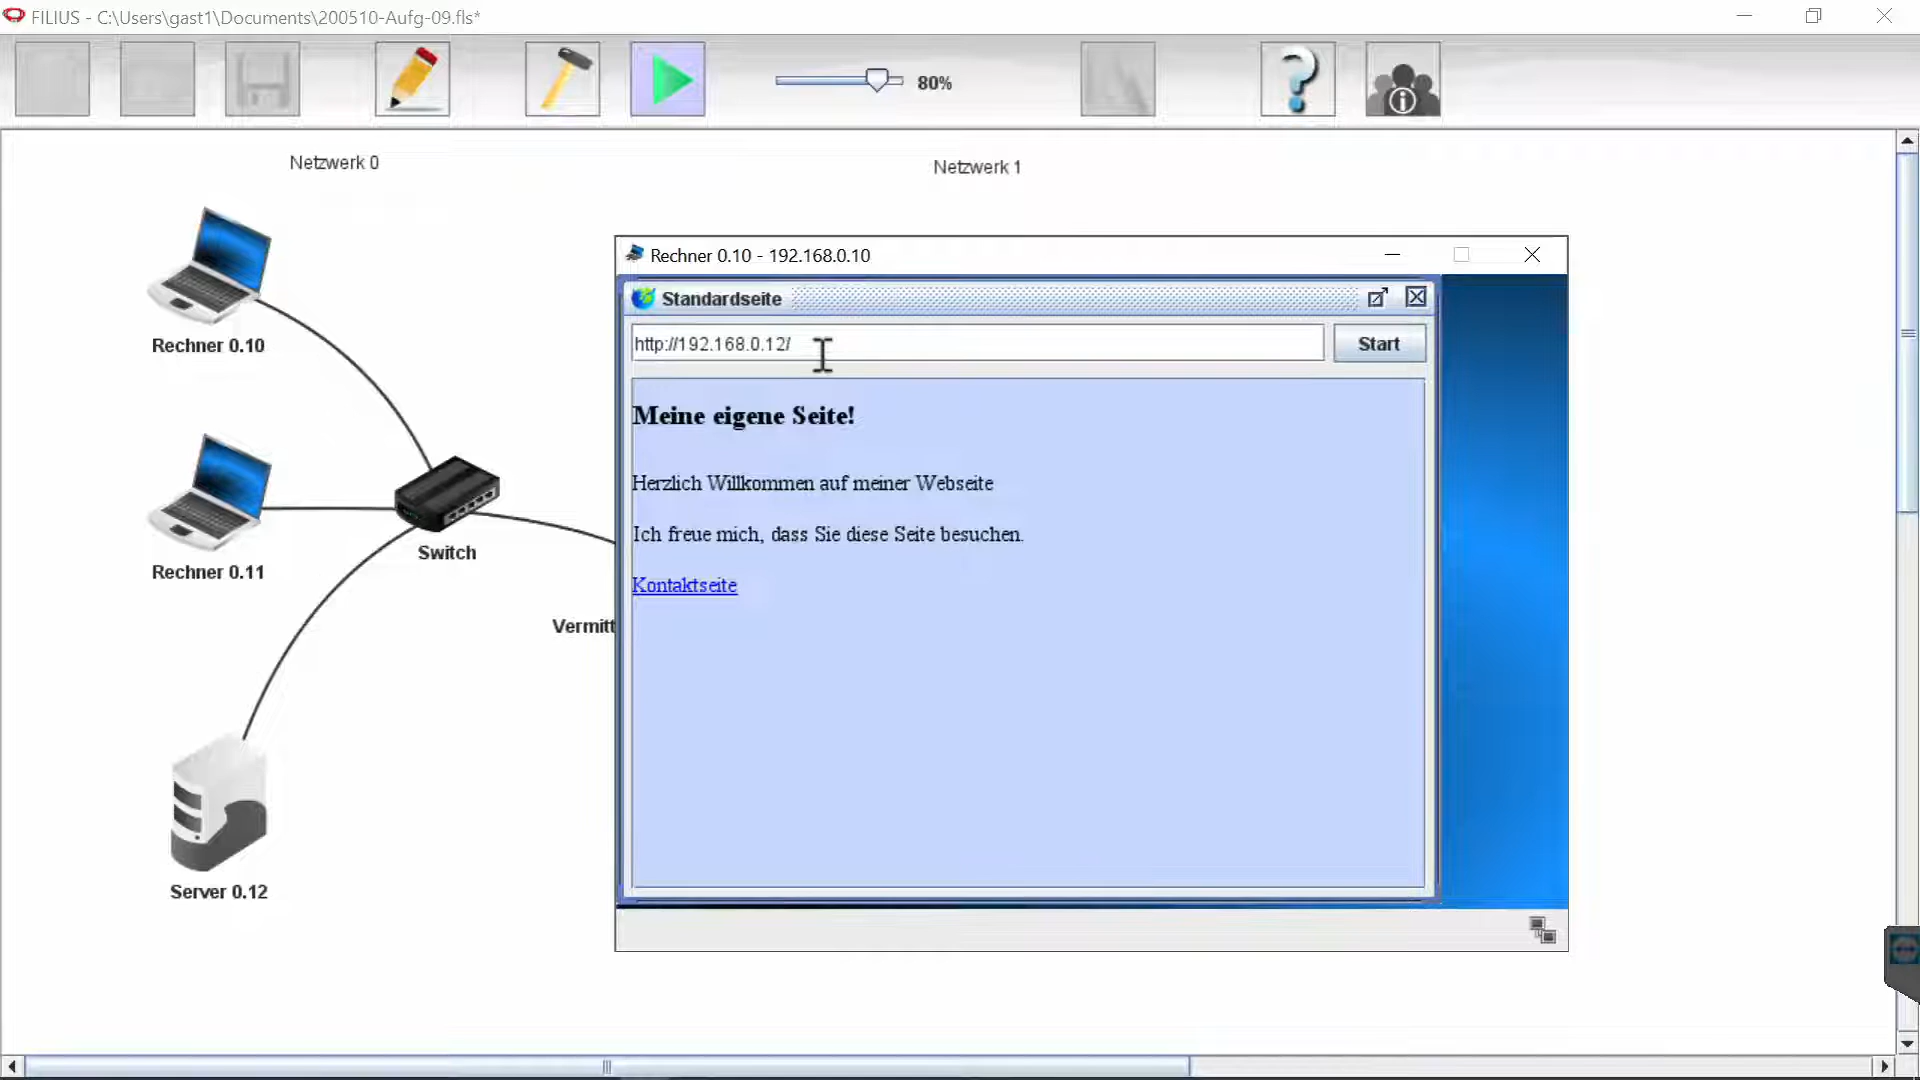 FILIUS - C:\Users\gast1\Documents\200510-Aufg-09.fls*
80%
Netzwerk 0
Netzwerk 1
Rechner 0.10 - 192.168.0.10
Standardseite
http://192.168.0.12/
Start
Rechner 0.10
Meine eigene Seite!
Herzlich Willkommen auf meiner Webseite
Ich freue mich, dass Sie diese Seite besuchen.
Switch
Rechner 0.11
Kontaktseite
Vermitt
Server 0.12